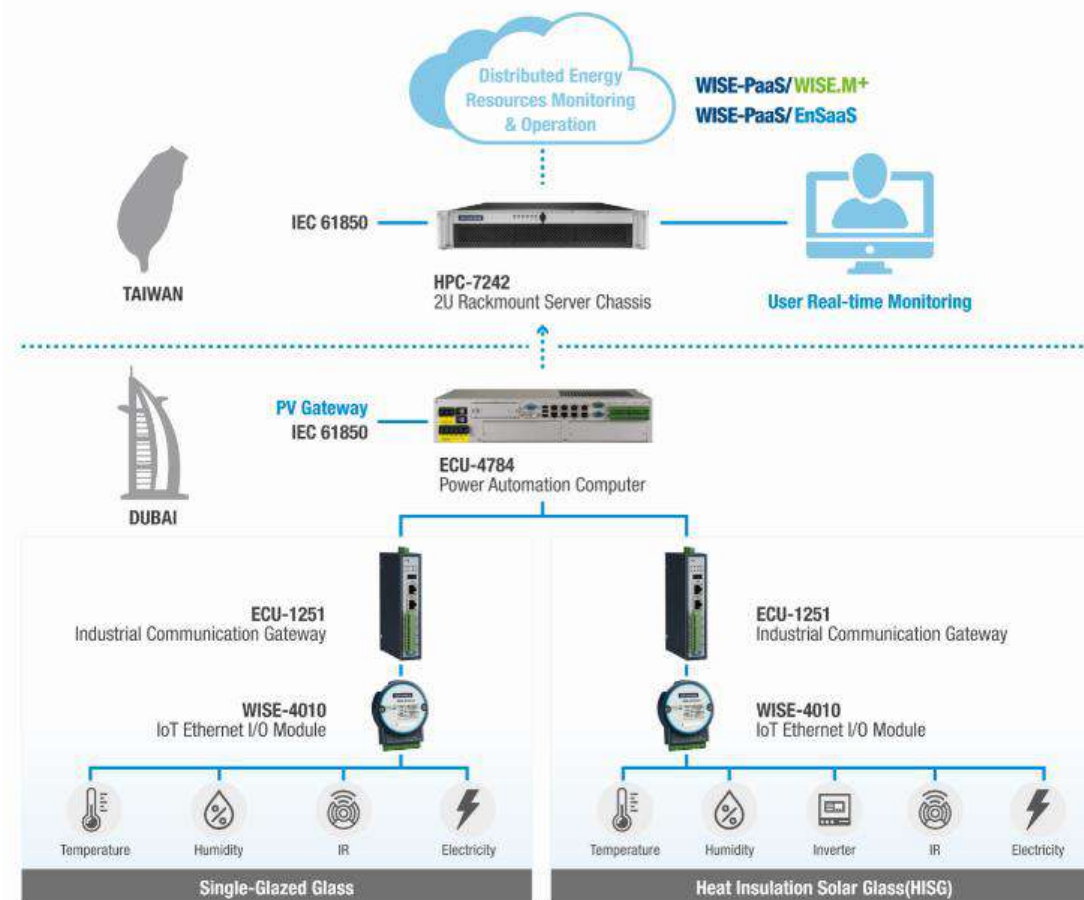 Distributed Energy
Resources Monitoring
& Operation
WISE-PaaS/WISE.M+
WISE-PaaS/EnSaaS
IEC 61850
TAIWAN
HPC-7242
2U Rackmount Server Chassis
User Real-time Monitoring
PV Gateway
IEC 61850
ECU-4784
Power Automation Computer
DUBAI
ECU-1251
Industrial Communication Gateway
WISE-4010
IoT Ethernet I/O Module
Temperature
Humidity
IR
Electricity
Single-Glazed Glass
ECU-1251
Industrial Communication Gateway
WISE-4010
IoT Ethernet I/O Module
Temperature
Humidity
Inverter
IR
Electricity
Heat Insulation Solar Glass(HISG)